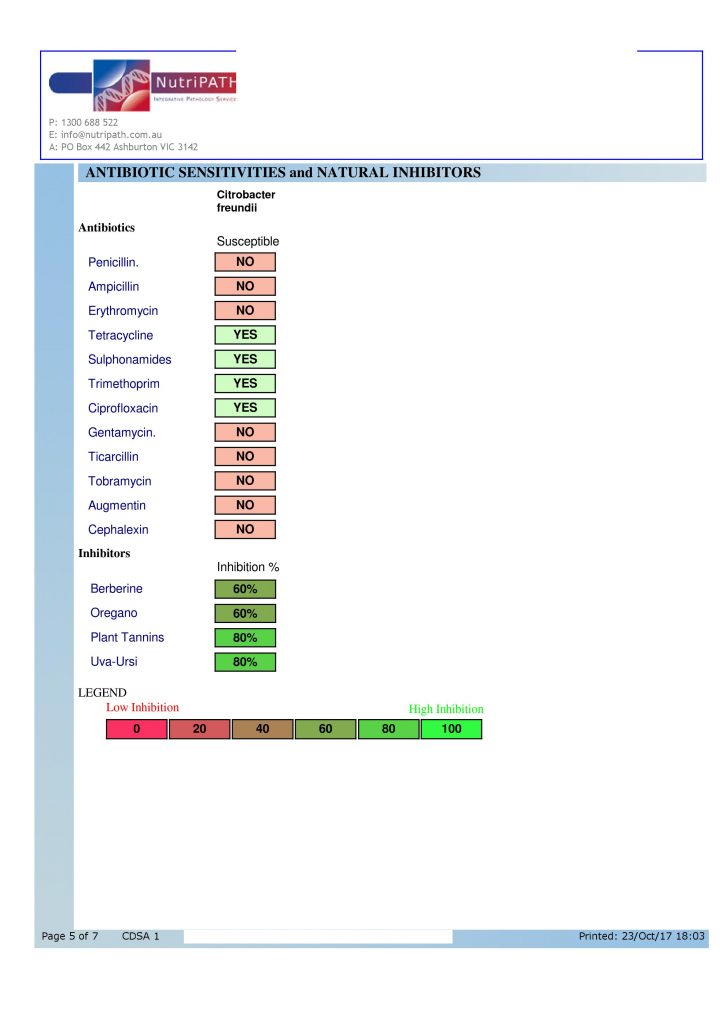 NutriPATH
INTEGRATIVE PATHOLOGY SERVICE
P: 1300 688 522
E: info@nutripath.com.au
A: PO Box 442 Ashburton VIC 3142
ANTIBIOTIC SENSITIVITIES and NATURAL INHIBITORS
Citrobacter
freundii
Antibiotics
Susceptible
Penicillin. NO
Ampicillin NO
Erythromycin NO
Tetracycline YES
Sulphonamides YES
Trimethoprim YES
Ciprofloxacin YES
Gentamycin. NO
Ticarcillin NO
Tobramycin NO
Augmentin NO
Cephalexin NO
Inhibitors
Inhibition %
Berberine 60%
Oregano 60%
Plant Tannins 80%
Uva-Ursi 80%
LEGEND
Low Inhibition High Inhibition
0 20 40 60 80 100
Page 5 of 7 CDSA 1 Printed: 23/Oct/17 18:03